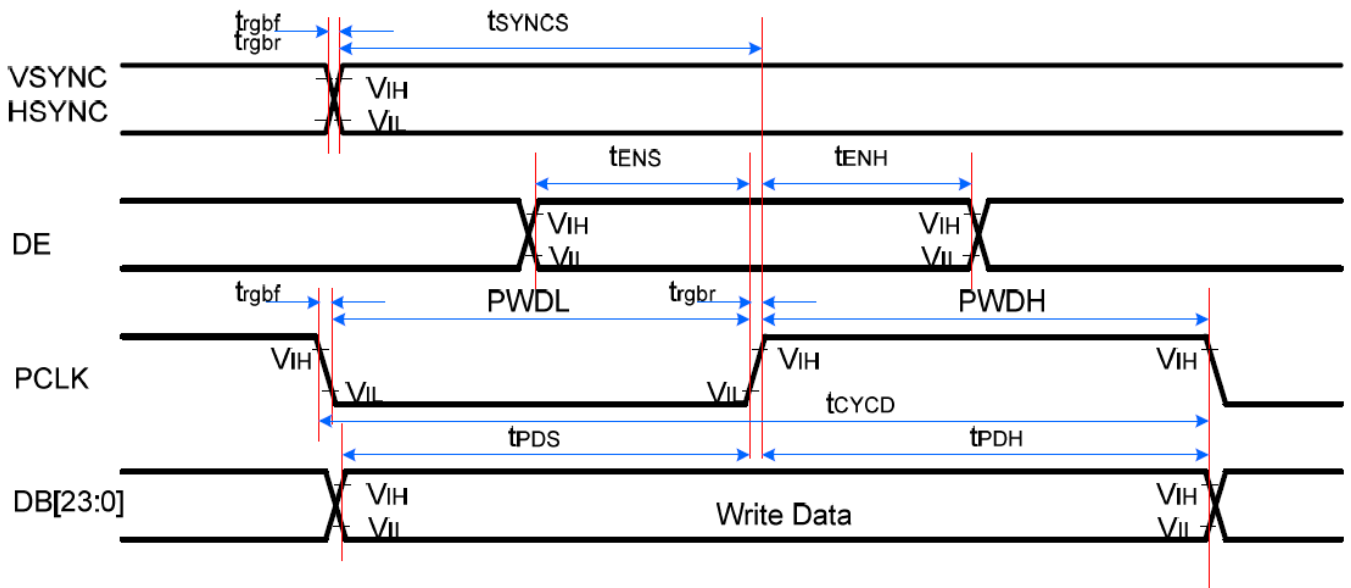 trgbf
trgbr
tSYNCS
VSYNC
HSYNC
VIH
VIL
tENS
tENH
DE
VIH
VIL
VIH
VIL
trgbf
PWDL
trgbr
PWDH
PCLK
VIH
VIL
VIL
VIH
VIH
tCYCD
tPDS
tPDH
DB[23:0]
VIH
VIL
Write Data
VIH
VIL